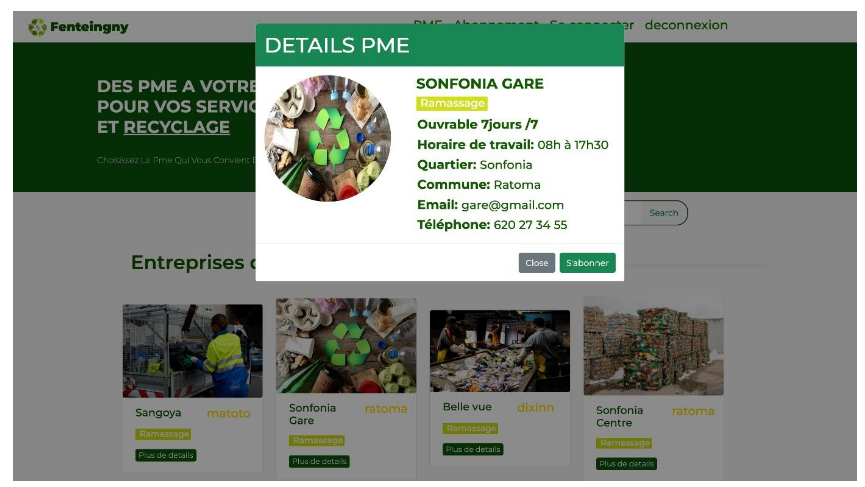 Fenteingny
PME Abonnement Se connecter deconnexion
DETAILS PME
DES PME A VOTRE
POUR VOS SERVIC
ET RECYCLAGE
Choisissez La Pme Qui Vous Convient
SONFONIA GARE
Ramassage
Ouvrable 7jours /7
Horaire de travail: 08h à 17h30
Quartier: Sonfonia
Commune: Ratoma
Email: gare@gmail.com
Téléphone: 620 27 34 55
Close S'abonner
Search
Entreprises
Sangoya matoto
Ramassage
Plus de details
Sonfonia Gare ratoma
Ramassage
Plus de details
Belle vue dixinn
Ramassage
Plus de details
Sonfonia Centre ratoma
Ramassage
Plus de details